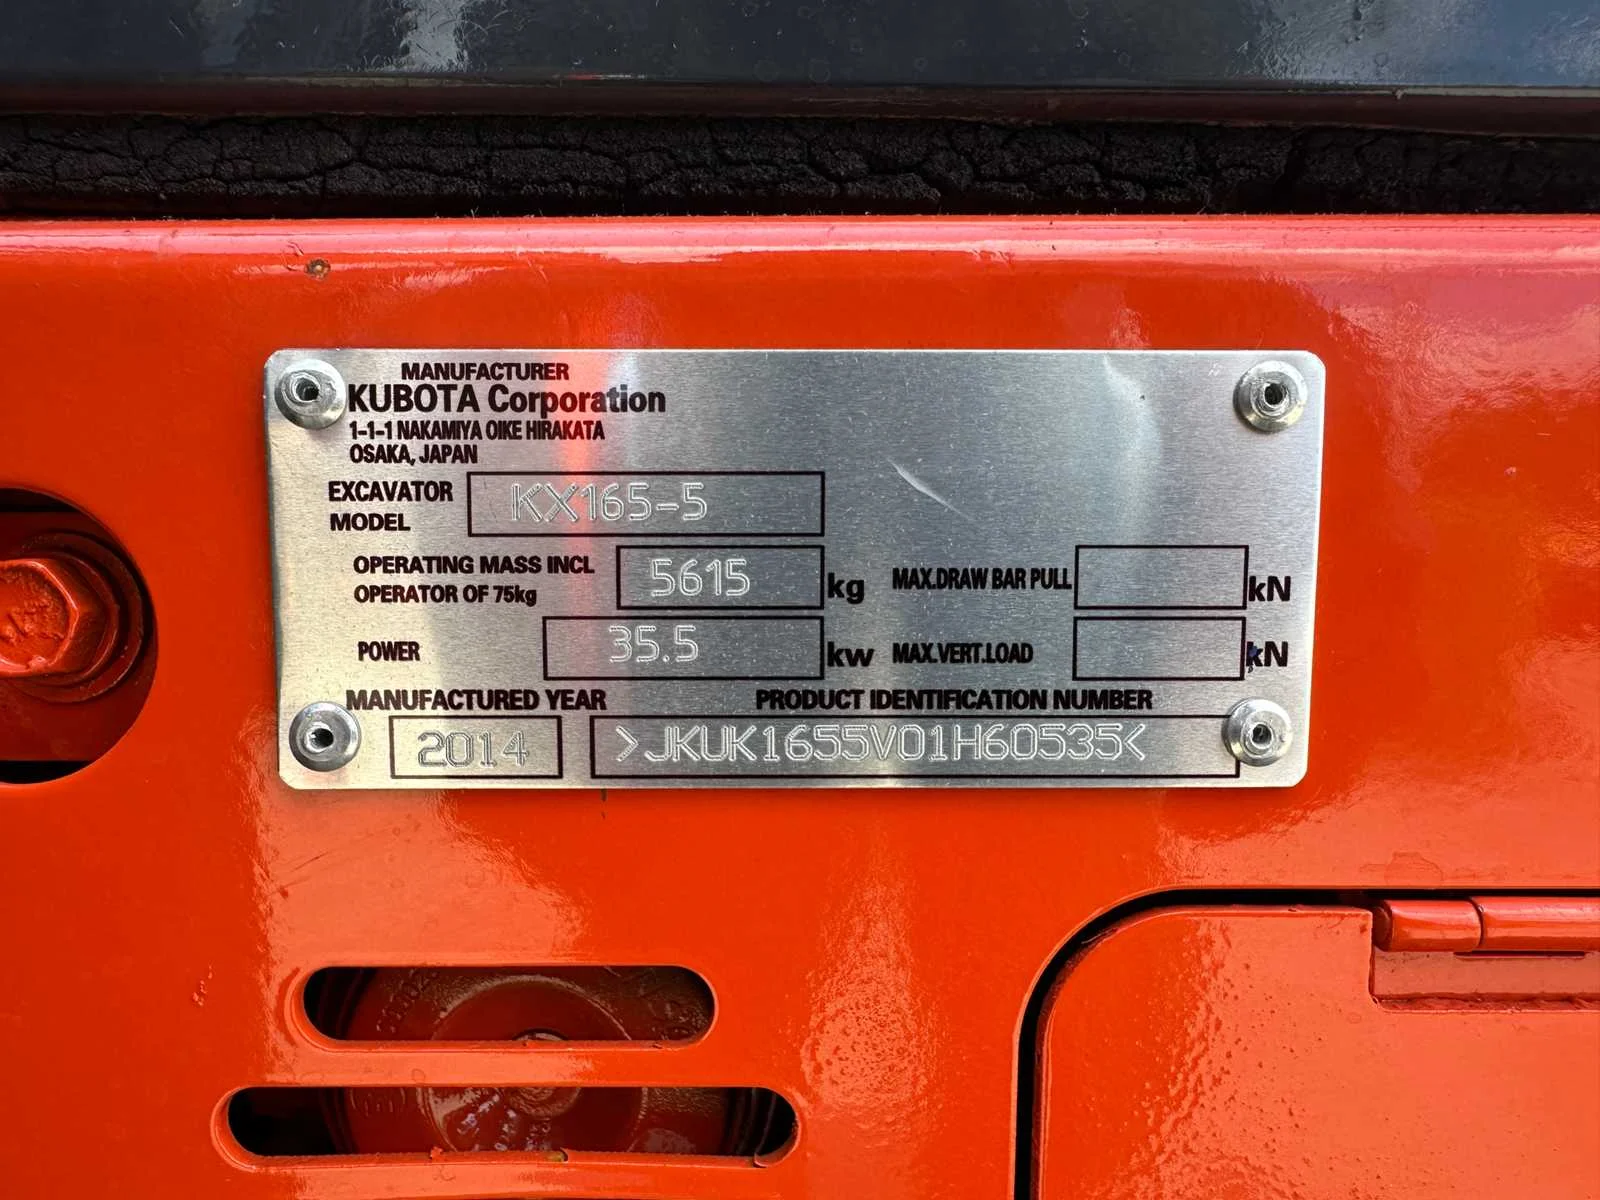 MANUFACTURER
KUBOTA Corporation
1-1-1 NAKAMIYA OIKE HIRAKATA
OSAKA, JAPAN
EXCAVATOR MODEL KX165-5
OPERATING MASS INCL OPERATOR OF 75kg 5615 kg MAX.DRAW BAR PULL kN
POWER 35.5 kw MAX.VERT.LOAD kN
MANUFACTURED YEAR PRODUCT IDENTIFICATION NUMBER
2014 >JKUK1655V01H60535<